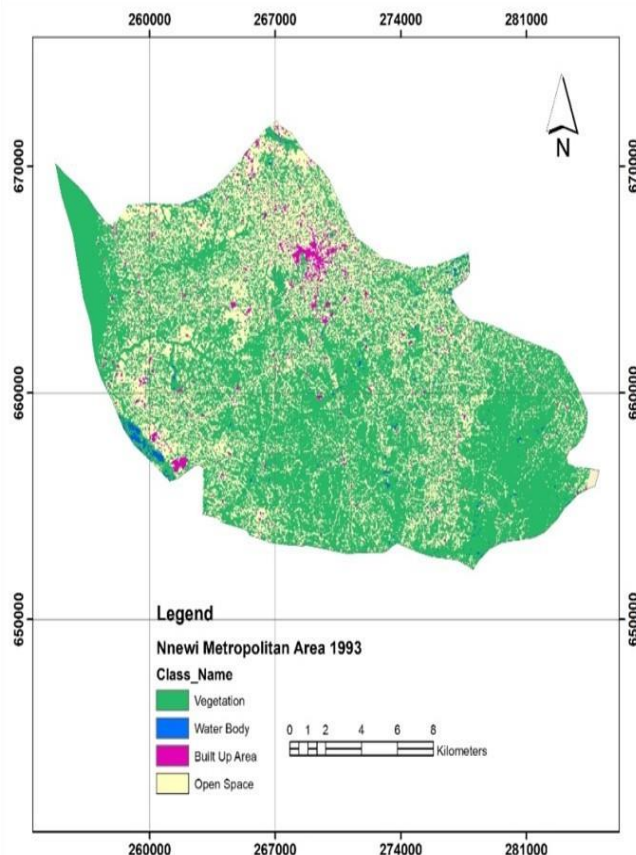 260000 267000 274000 281000
N
670000 670000
660000 660000
650000 650000
Legend
Nnewi Metropolitan Area 1993
Class_Name
Vegetation
Water Body
Built Up Area
Open Space
0 1 2 4 6 8
Kilometers
260000 267000 274000 281000